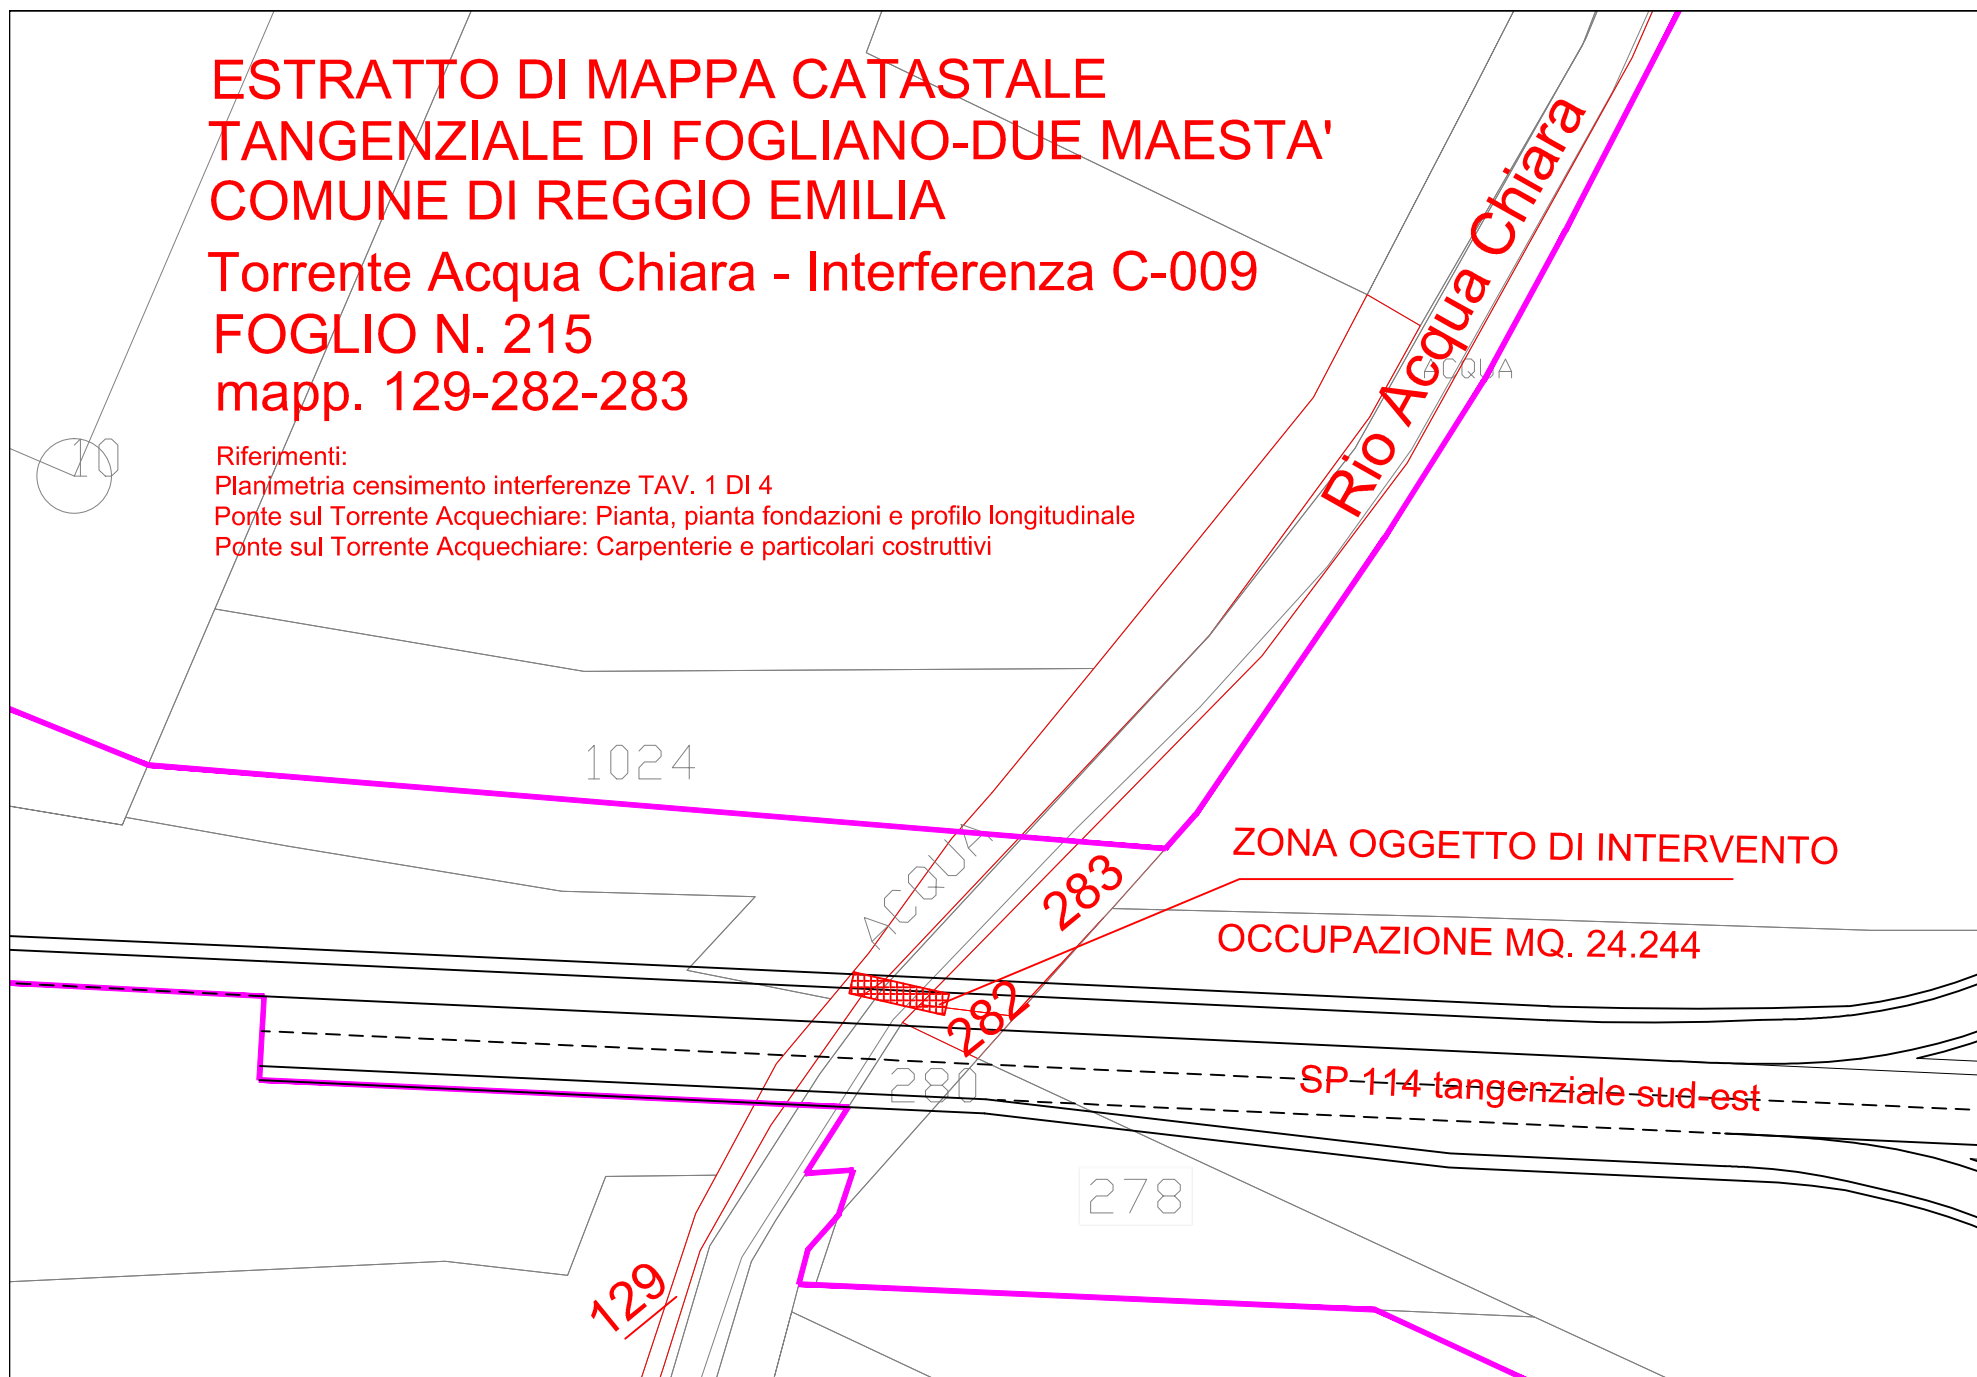 ESTRATTO DI MAPPA CATASTALE
TANGENZIALE DI FOGLIANO-DUE MAESTA'
COMUNE DI REGGIO EMILIA
Torrente Acqua Chiara - Interferenza C-009
FOGLIO N. 215
mapp. 129-282-283
Riferimenti:
Planimetria censimento interferenze TAV. 1 DI 4
Ponte sul Torrente Acquechiare: Pianta, pianta fondazioni e profilo longitudinale
Ponte sul Torrente Acquechiare: Carpenterie e particolari costruttivi
Rio Acqua Chiara
ACQUA
10
1024
ACQUA
283
ZONA OGGETTO DI INTERVENTO
OCCUPAZIONE MQ. 24.244
282
280
SP 114 tangenziale sud-est
278
129